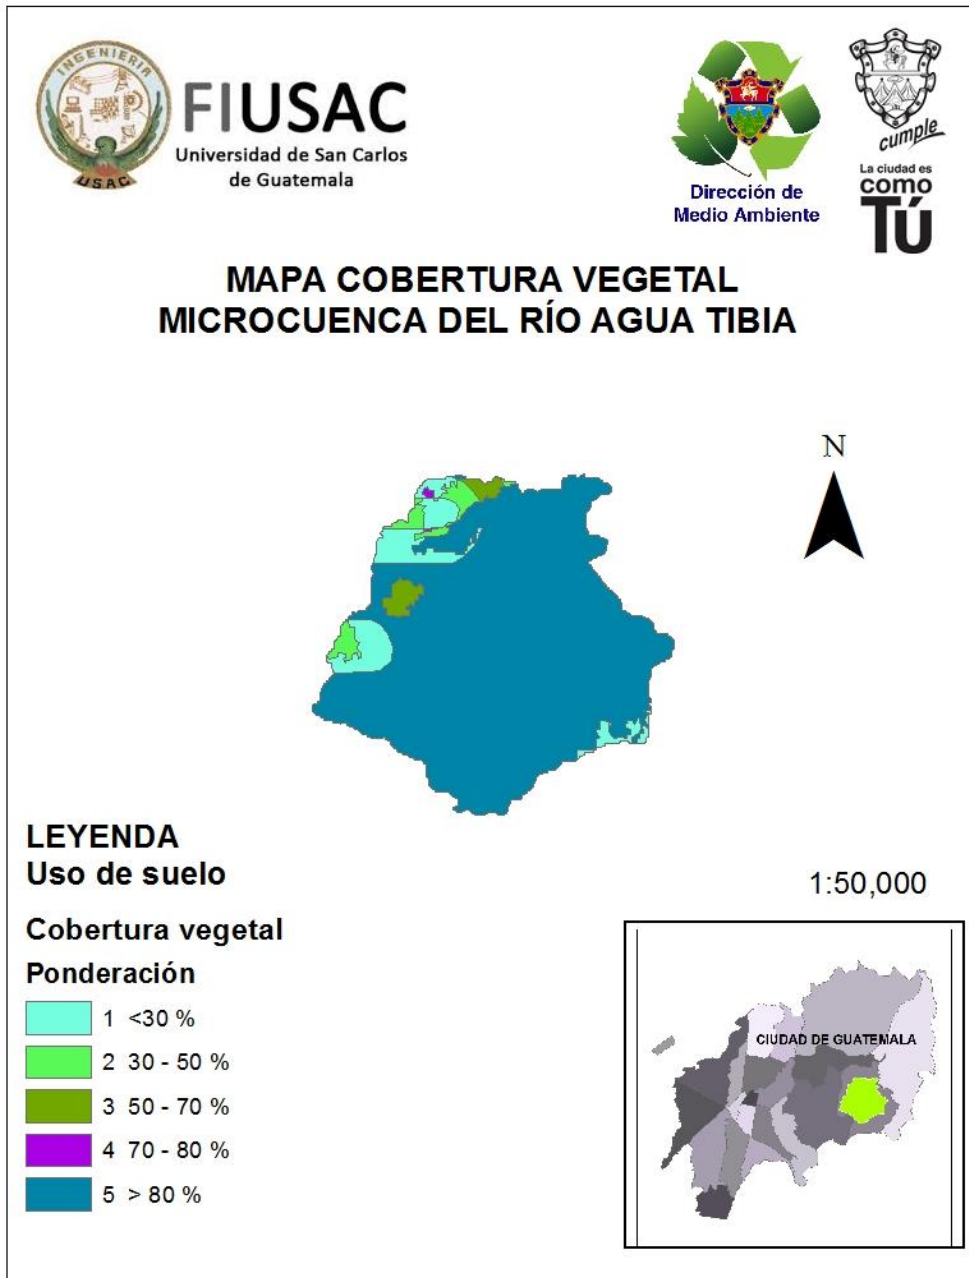 INGENIERIA
USAC
FIUSAC
Universidad de San Carlos
de Guatemala
Dirección de
Medio Ambiente
cumple
La ciudad es
como
Tú
MAPA COBERTURA VEGETAL
MICROCUENCA DEL RÍO AGUA TIBIA
N
LEYENDA
Uso de suelo
1:50,000
Cobertura vegetal
Ponderación
1 <30 %
2 30 - 50 %
3 50 - 70 %
4 70 - 80 %
5 > 80 %
CIUDAD DE GUATEMALA